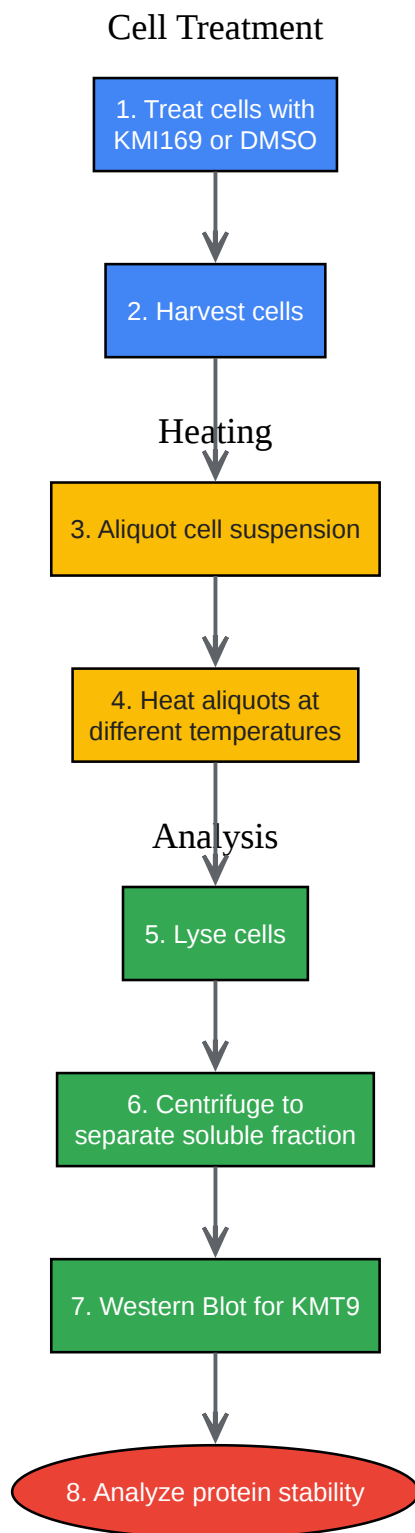 Cell Treatment
1. Treat cells with
KMI169 or DMSO
2. Harvest cells
Heating
3. Aliquot cell suspension
4. Heat aliquots at
different temperatures
Analysis
5. Lyse cells
6. Centrifuge to
separate soluble fraction
7. Western Blot for KMT9
8. Analyze protein stability